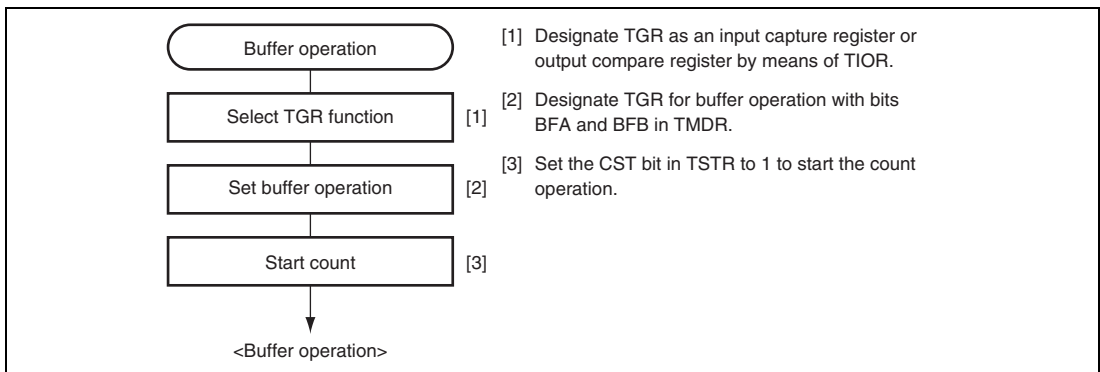 Buffer operation
Select TGR function
[1]
Set buffer operation
[2]
Start count
[3]
<Buffer operation>
[1] Designate TGR as an input capture register or
output compare register by means of TIOR.
[2] Designate TGR for buffer operation with bits
BFA and BFB in TMDR.
[3] Set the CST bit in TSTR to 1 to start the count
operation.